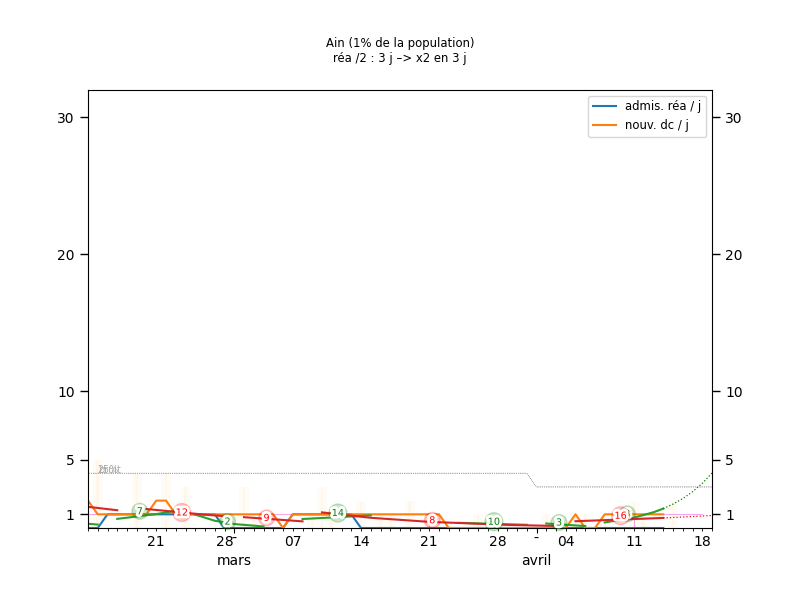 Ain (1% de la population)
réa /2 : 3 j –> x2 en 3 j
admis. réa / j
nouv. dc / j
30 30
20 20
10 10
5 5
1 1
7 12 2 9 14 8 10 3 16
21 28 07 14 21 28 - 04 11 18
mars avril